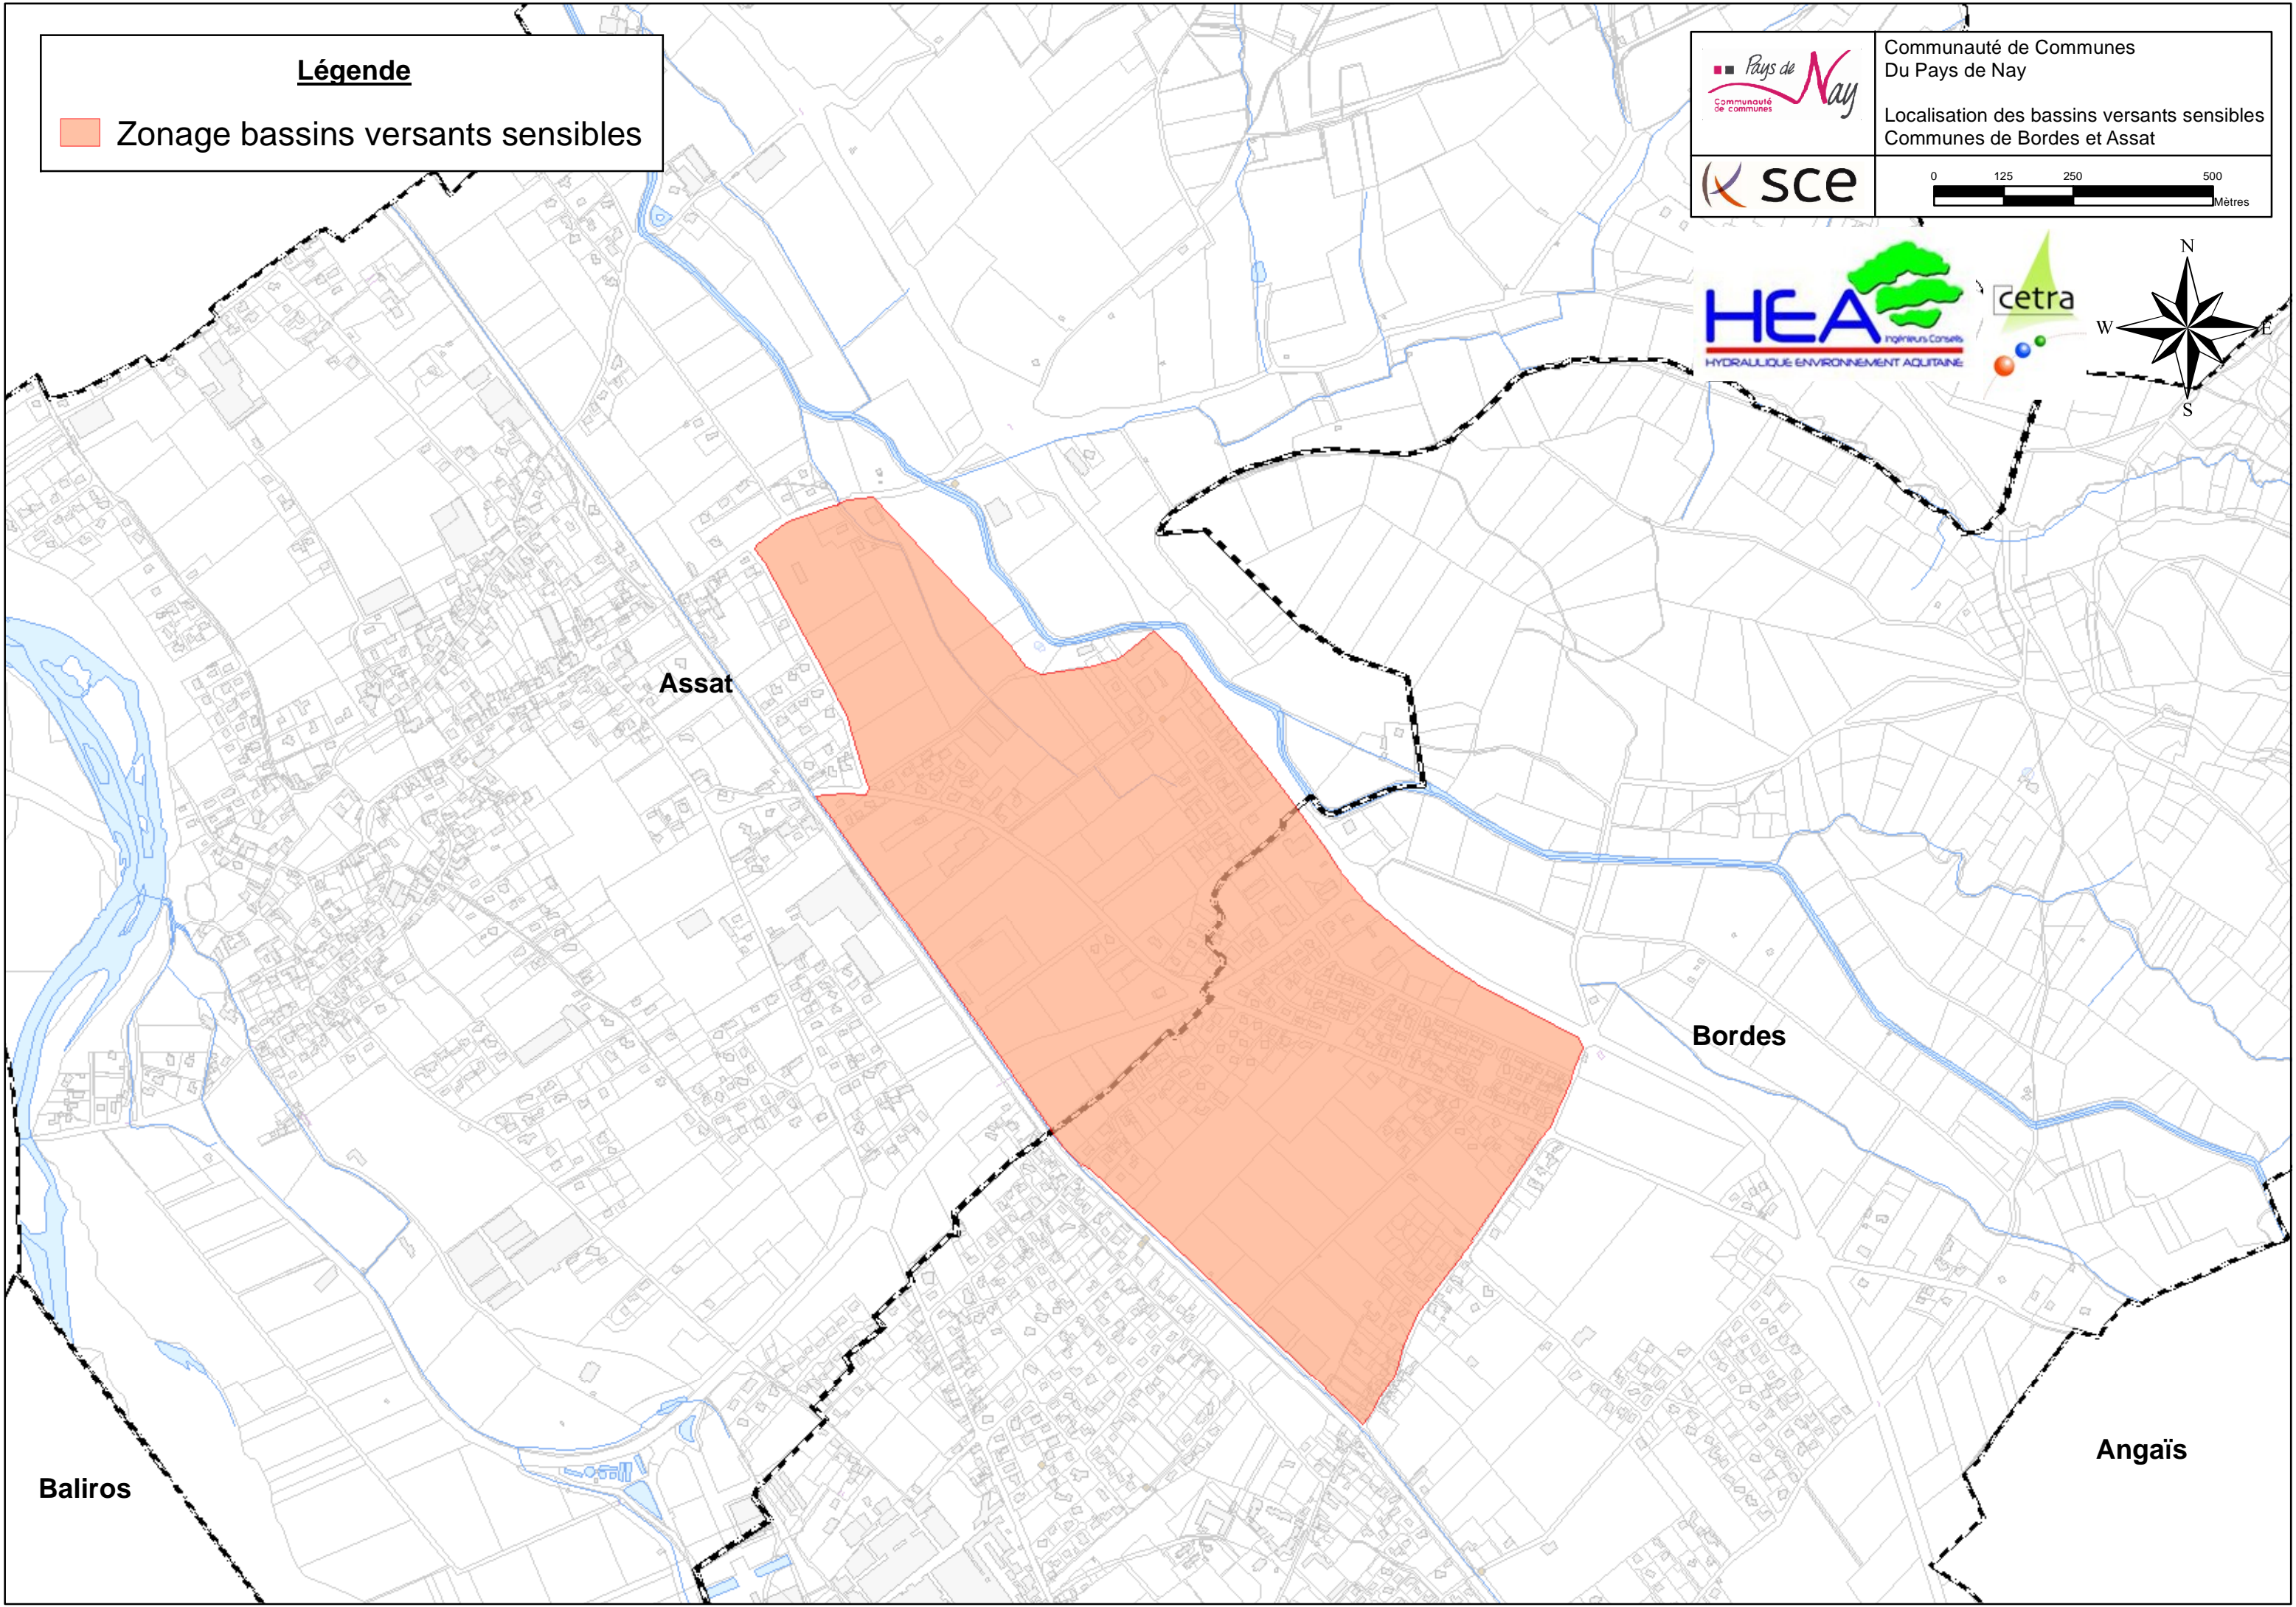 Légende
Zonage bassins versants sensibles
Pays de Nay
Communauté
de communes
Communauté de Communes
Du Pays de Nay
Localisation des bassins versants sensibles
Communes de Bordes et Assat
sce
0 125 250 500
Mètres
HEA
Ingénieurs Conseils
HYDRAULIQUE ENVIRONNEMENT AQUITAINE
cetra
N
W E
S
Assat
Bordes
Angaïs
Baliros